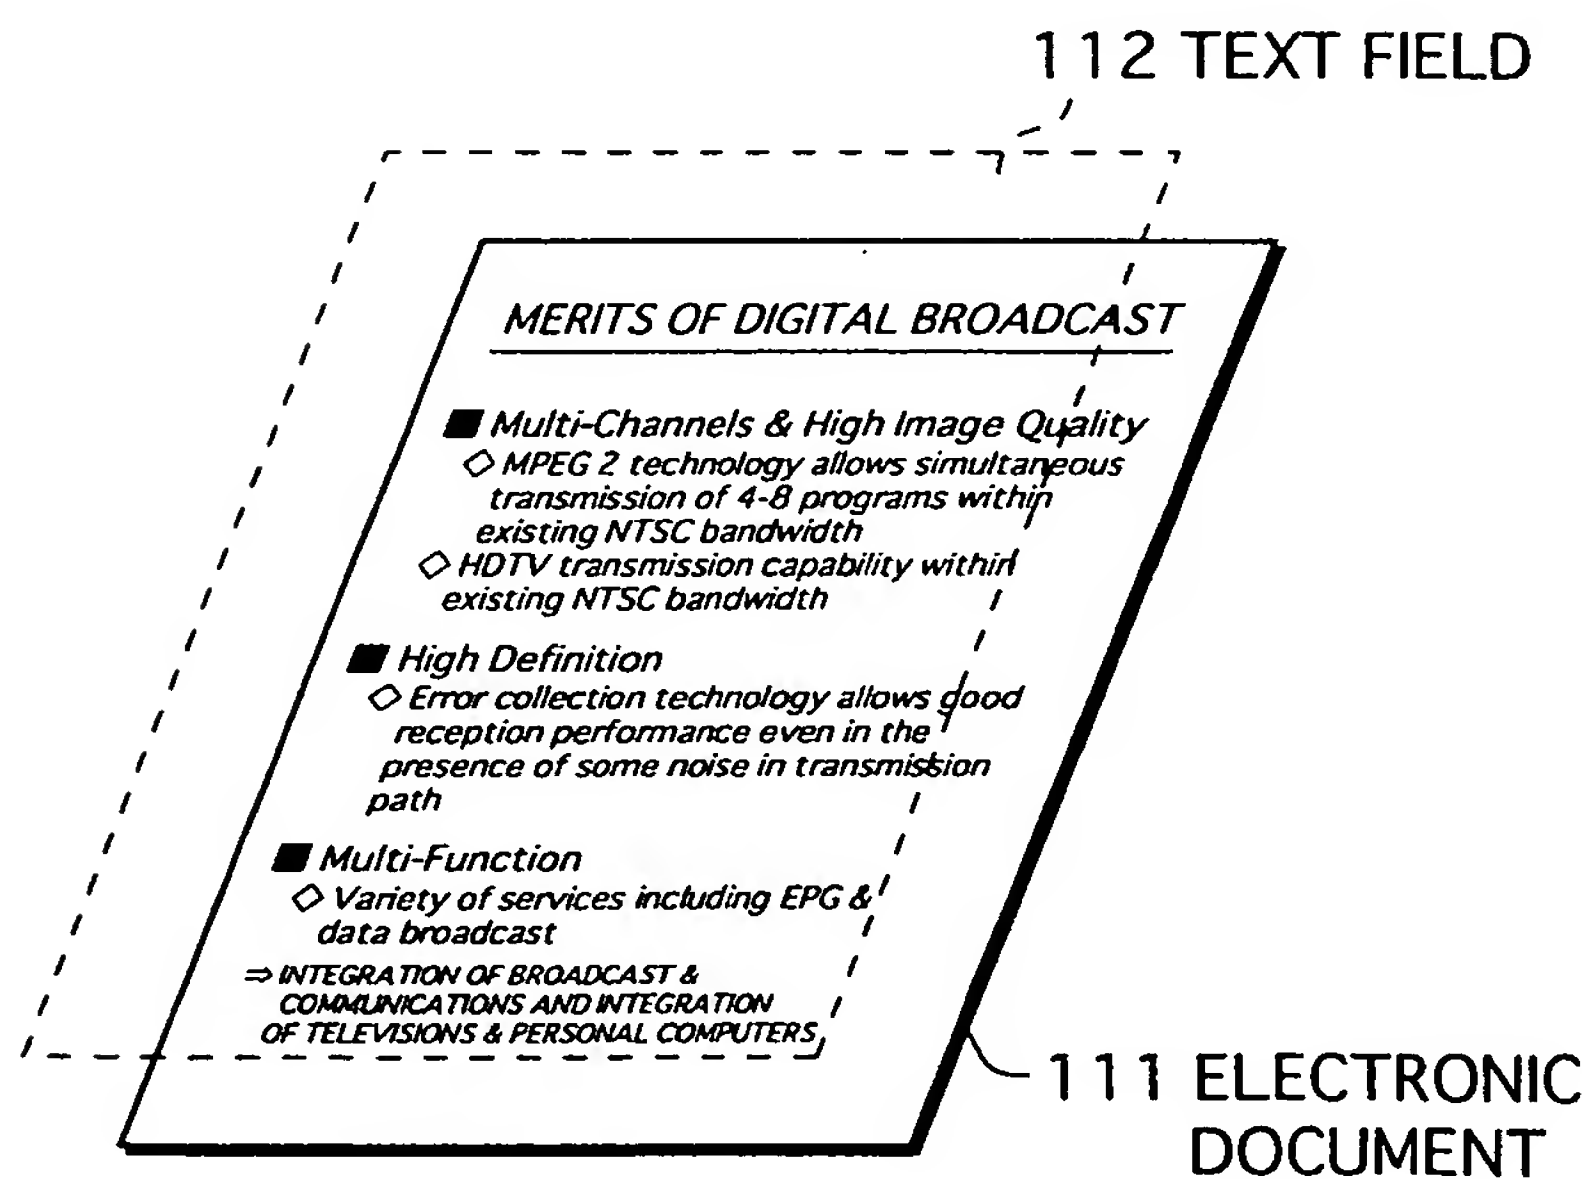 112 TEXT FIELD
MERITS OF DIGITAL BROADCAST
■ Multi-Channels & High Image Quality
◇ MPEG 2 technology allows simultaneous
transmission of 4-8 programs within
existing NTSC bandwidth
◇ HDTV transmission capability within
existing NTSC bandwidth
■ High Definition
◇ Error collection technology allows good
reception performance even in the
presence of some noise in transmission
path
■ Multi-Function
◇ Variety of services including EPG &
data broadcast
⇒ INTEGRATION OF BROADCAST &
COMMUNICATIONS AND INTEGRATION
OF TELEVISIONS & PERSONAL COMPUTERS
111 ELECTRONIC
DOCUMENT